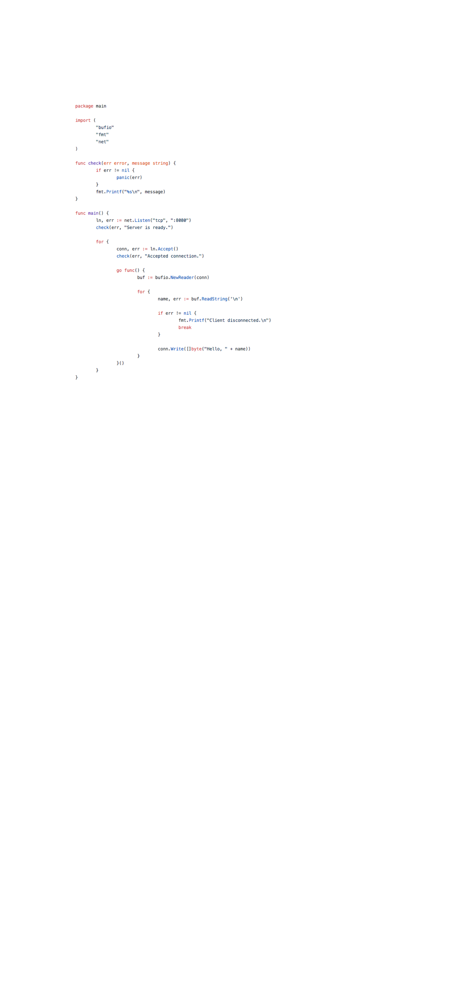 package main

import (
        "bufio"
        "fmt"
        "net"
)

func check(err error, message string) {
        if err != nil {
                panic(err)
        }
        fmt.Printf("%s\n", message)
}

func main() {
        ln, err := net.Listen("tcp", ":8080")
        check(err, "Server is ready.")

        for {
                conn, err := ln.Accept()
                check(err, "Accepted connection.")

                go func() {
                        buf := bufio.NewReader(conn)

                        for {
                                name, err := buf.ReadString('\n')

                                if err != nil {
                                        fmt.Printf("Client disconnected.\n")
                                        break
                                }

                                conn.Write([]byte("Hello, " + name))
                        }
                }()
        }
}